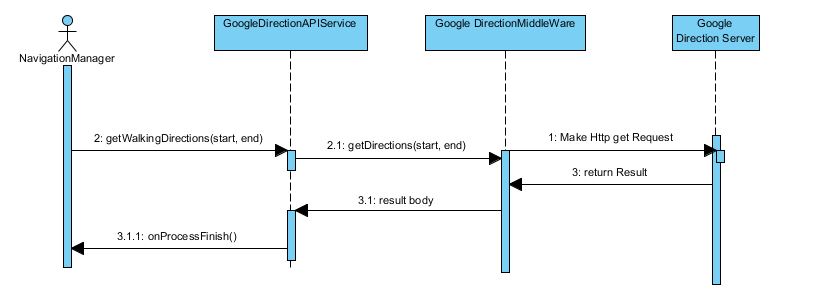 GoogleDirectionAPIService
Google DirectionMiddleWare
Google
Direction Server
NavigationManager
2: getWalkingDirections(start, end)
2.1: getDirections(start, end)
1: Make Http get Request
3: return Result
3.1: result body
3.1.1: onProcessFinish()